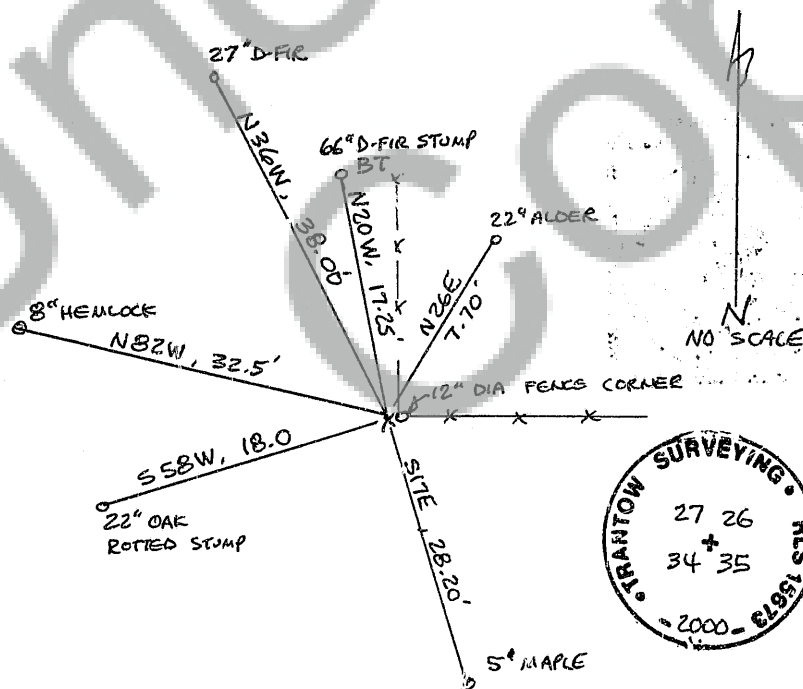 27" D-FIR
66" D-FIR STUMP
BT
N36W, 38.00'
N20W, 17.25'
22" ALDER
N26E
7.70'
8" HEMLOCK
N82W, 32.5'
N
NO SCALE
12" DIA FENCE CORNER
S58W, 18.0
22" OAK
ROTTED STUMP
S17E, 28.20'
5" MAPLE
TRANTOW SURVEYING
RLS 15673
27 26
34 35
2000